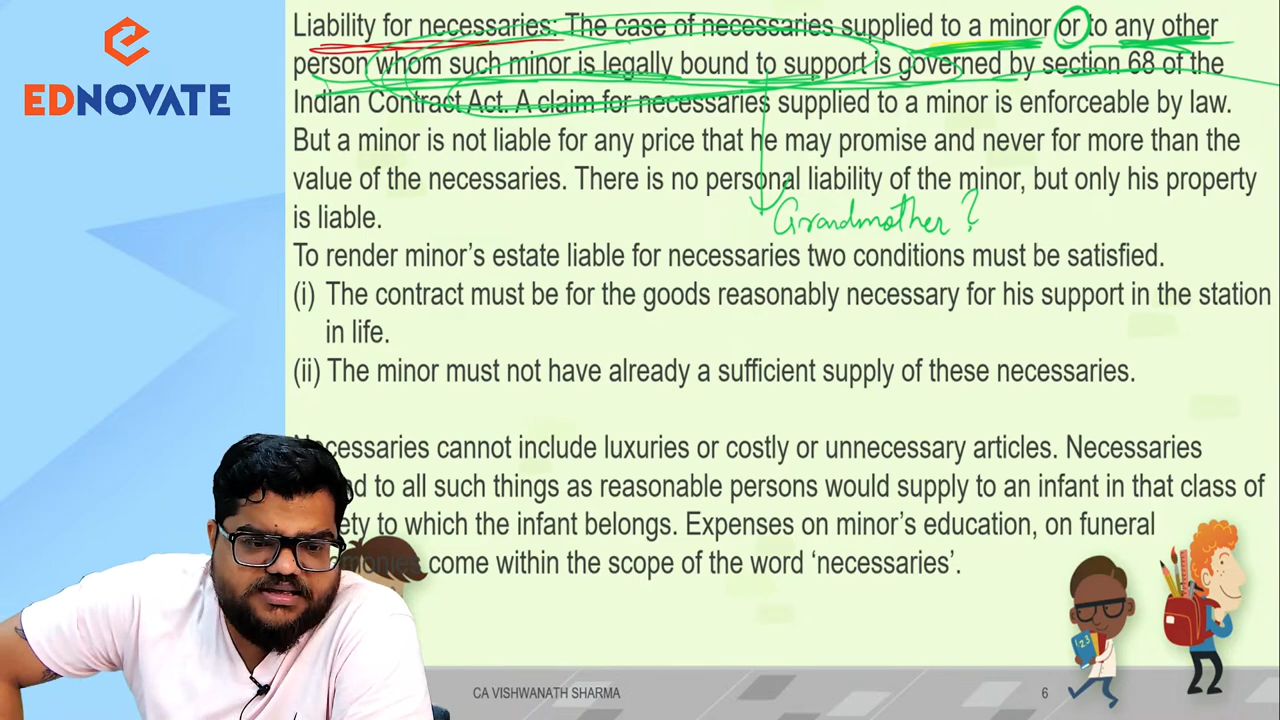 EDNOVATE
Liability for necessaries: The case of necessaries supplied to a minor or to any other
person whom such minor is legally bound to support is governed by section 68 of the
Indian Contract Act. A claim for necessaries supplied to a minor is enforceable by law.
But a minor is not liable for any price that he may promise and never for more than the
value of the necessaries. There is no personal liability of the minor, but only his property
is liable.
Grandmother?
To render minor’s estate liable for necessaries two conditions must be satisfied.
(i) The contract must be for the goods reasonably necessary for his support in the station
in life.
(ii) The minor must not have already a sufficient supply of these necessaries.
Necessaries cannot include luxuries or costly or unnecessary articles. Necessaries
to all such things as reasonable persons would supply to an infant in that class of
to which the infant belongs. Expenses on minor’s education, on funeral
come within the scope of the word ‘necessaries’.
123
CA VISHWANATH SHARMA
6